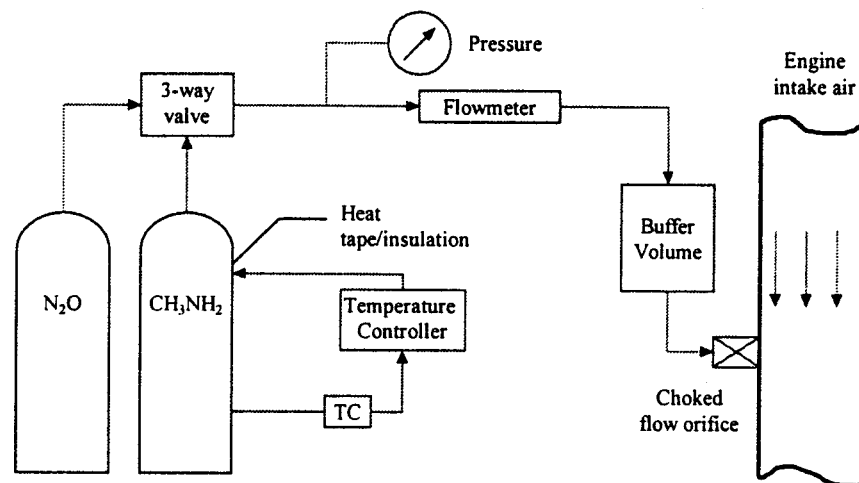 Pressure
Engine
intake air
3-way
valve
Flowmeter
Heat
tape/insulation
Buffer
Volume
N₂O
CH₃NH₂
Temperature
Controller
TC
Choked
flow orifice